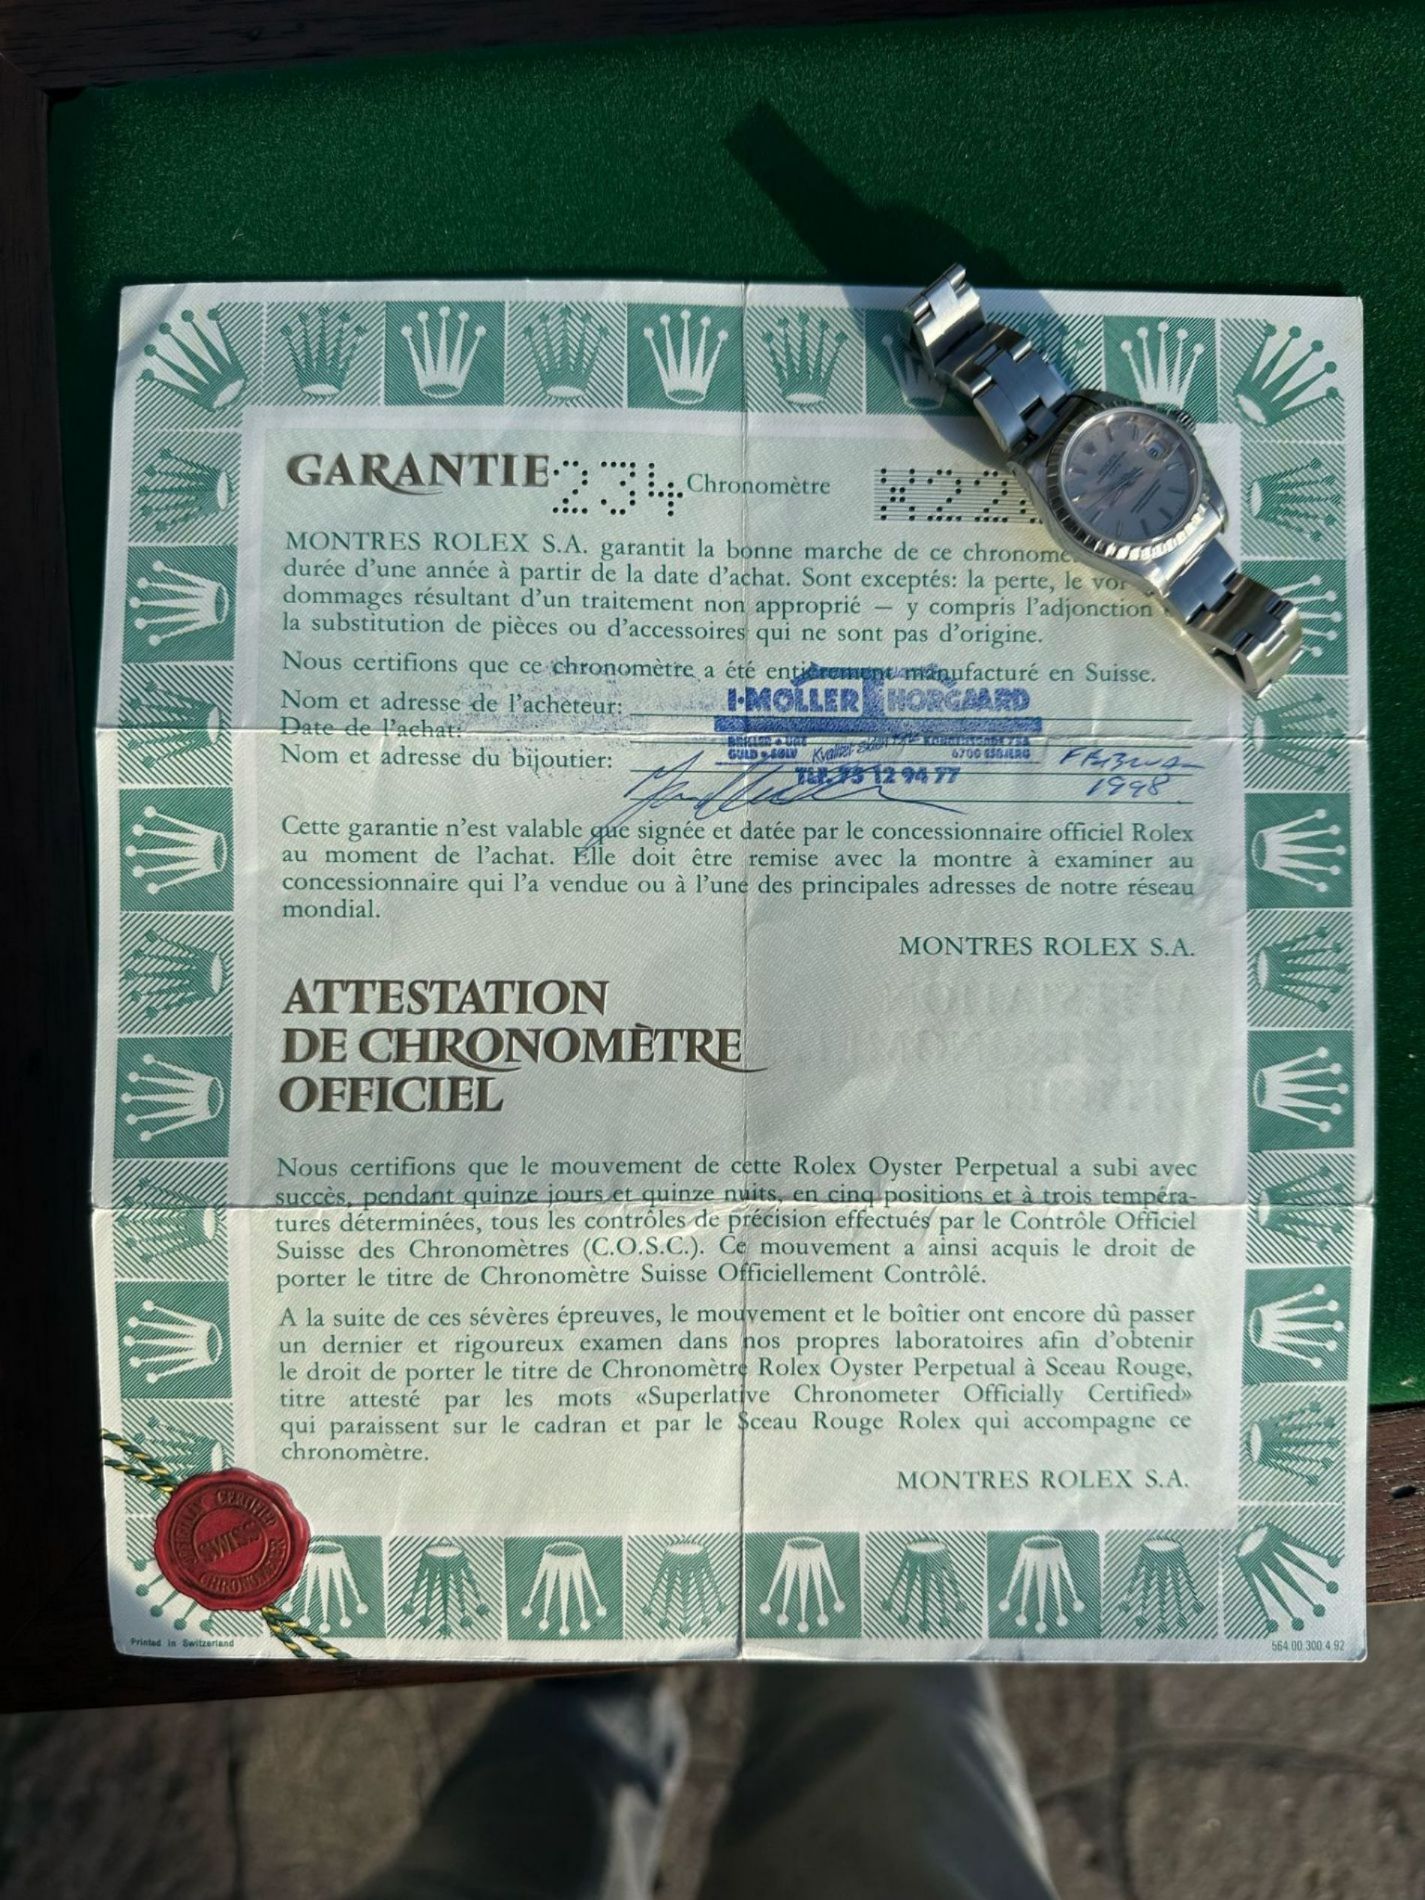 GARANTIE 234 Chronomètre
MONTRES ROLEX S.A. garantit la bonne marche de ce
durée d'une année à partir de la date d'achat. Sont exceptés: la perte, le
dommages résultant d'un traitement non approprié — y compris l'adjonction
la substitution de pièces ou d'accessoires qui ne sont pas d'origine.
Nous certifions que ce chronomètre a été entièrement manufacturé en Suisse.
Nom et adresse de l'acheteur:
I·MØLLER HORGAARD
Date de l'achat:
GULD • SØLV 6700 ESBJERG
Nom et adresse du bijoutier:
TLF. 75 12 94 77
1998
Cette garantie n'est valable que signée et datée par le concessionnaire officiel Rolex
au moment de l'achat. Elle doit être remise avec la montre à examiner au
concessionnaire qui l'a vendue ou à l'une des principales adresses de notre réseau
mondial.
MONTRES ROLEX S.A.
ATTESTATION
DE CHRONOMÈTRE
OFFICIEL
Nous certifions que le mouvement de cette Rolex Oyster Perpetual a subi avec
succès, pendant quinze jours et quinze nuits, en cinq positions et à trois tempéra-
tures déterminées, tous les contrôles de précision effectués par le Contrôle Officiel
Suisse des Chronomètres (C.O.S.C.). Ce mouvement a ainsi acquis le droit de
porter le titre de Chronomètre Suisse Officiellement Contrôlé.
A la suite de ces sévères épreuves, le mouvement et le boîtier ont encore dû passer
un dernier et rigoureux examen dans nos propres laboratoires afin d'obtenir
le droit de porter le titre de Chronomètre Rolex Oyster Perpetual à Sceau Rouge,
titre attesté par les mots «Superlative Chronometer Officially Certified»
qui paraissent sur le cadran et par le Sceau Rouge Rolex qui accompagne ce
chronomètre.
MONTRES ROLEX S.A.
OFFICIALLY CERTIFIED
SWISS
CHRONOMETER
Printed in Switzerland
564.00.300.4.92